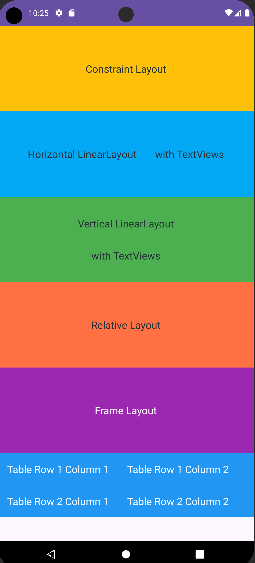 10:25
Constraint Layout
Horizontal LinearLayout with TextViews
Vertical LinearLayout
with TextViews
Relative Layout
Frame Layout
Table Row 1 Column 1 Table Row 1 Column 2
Table Row 2 Column 1 Table Row 2 Column 2